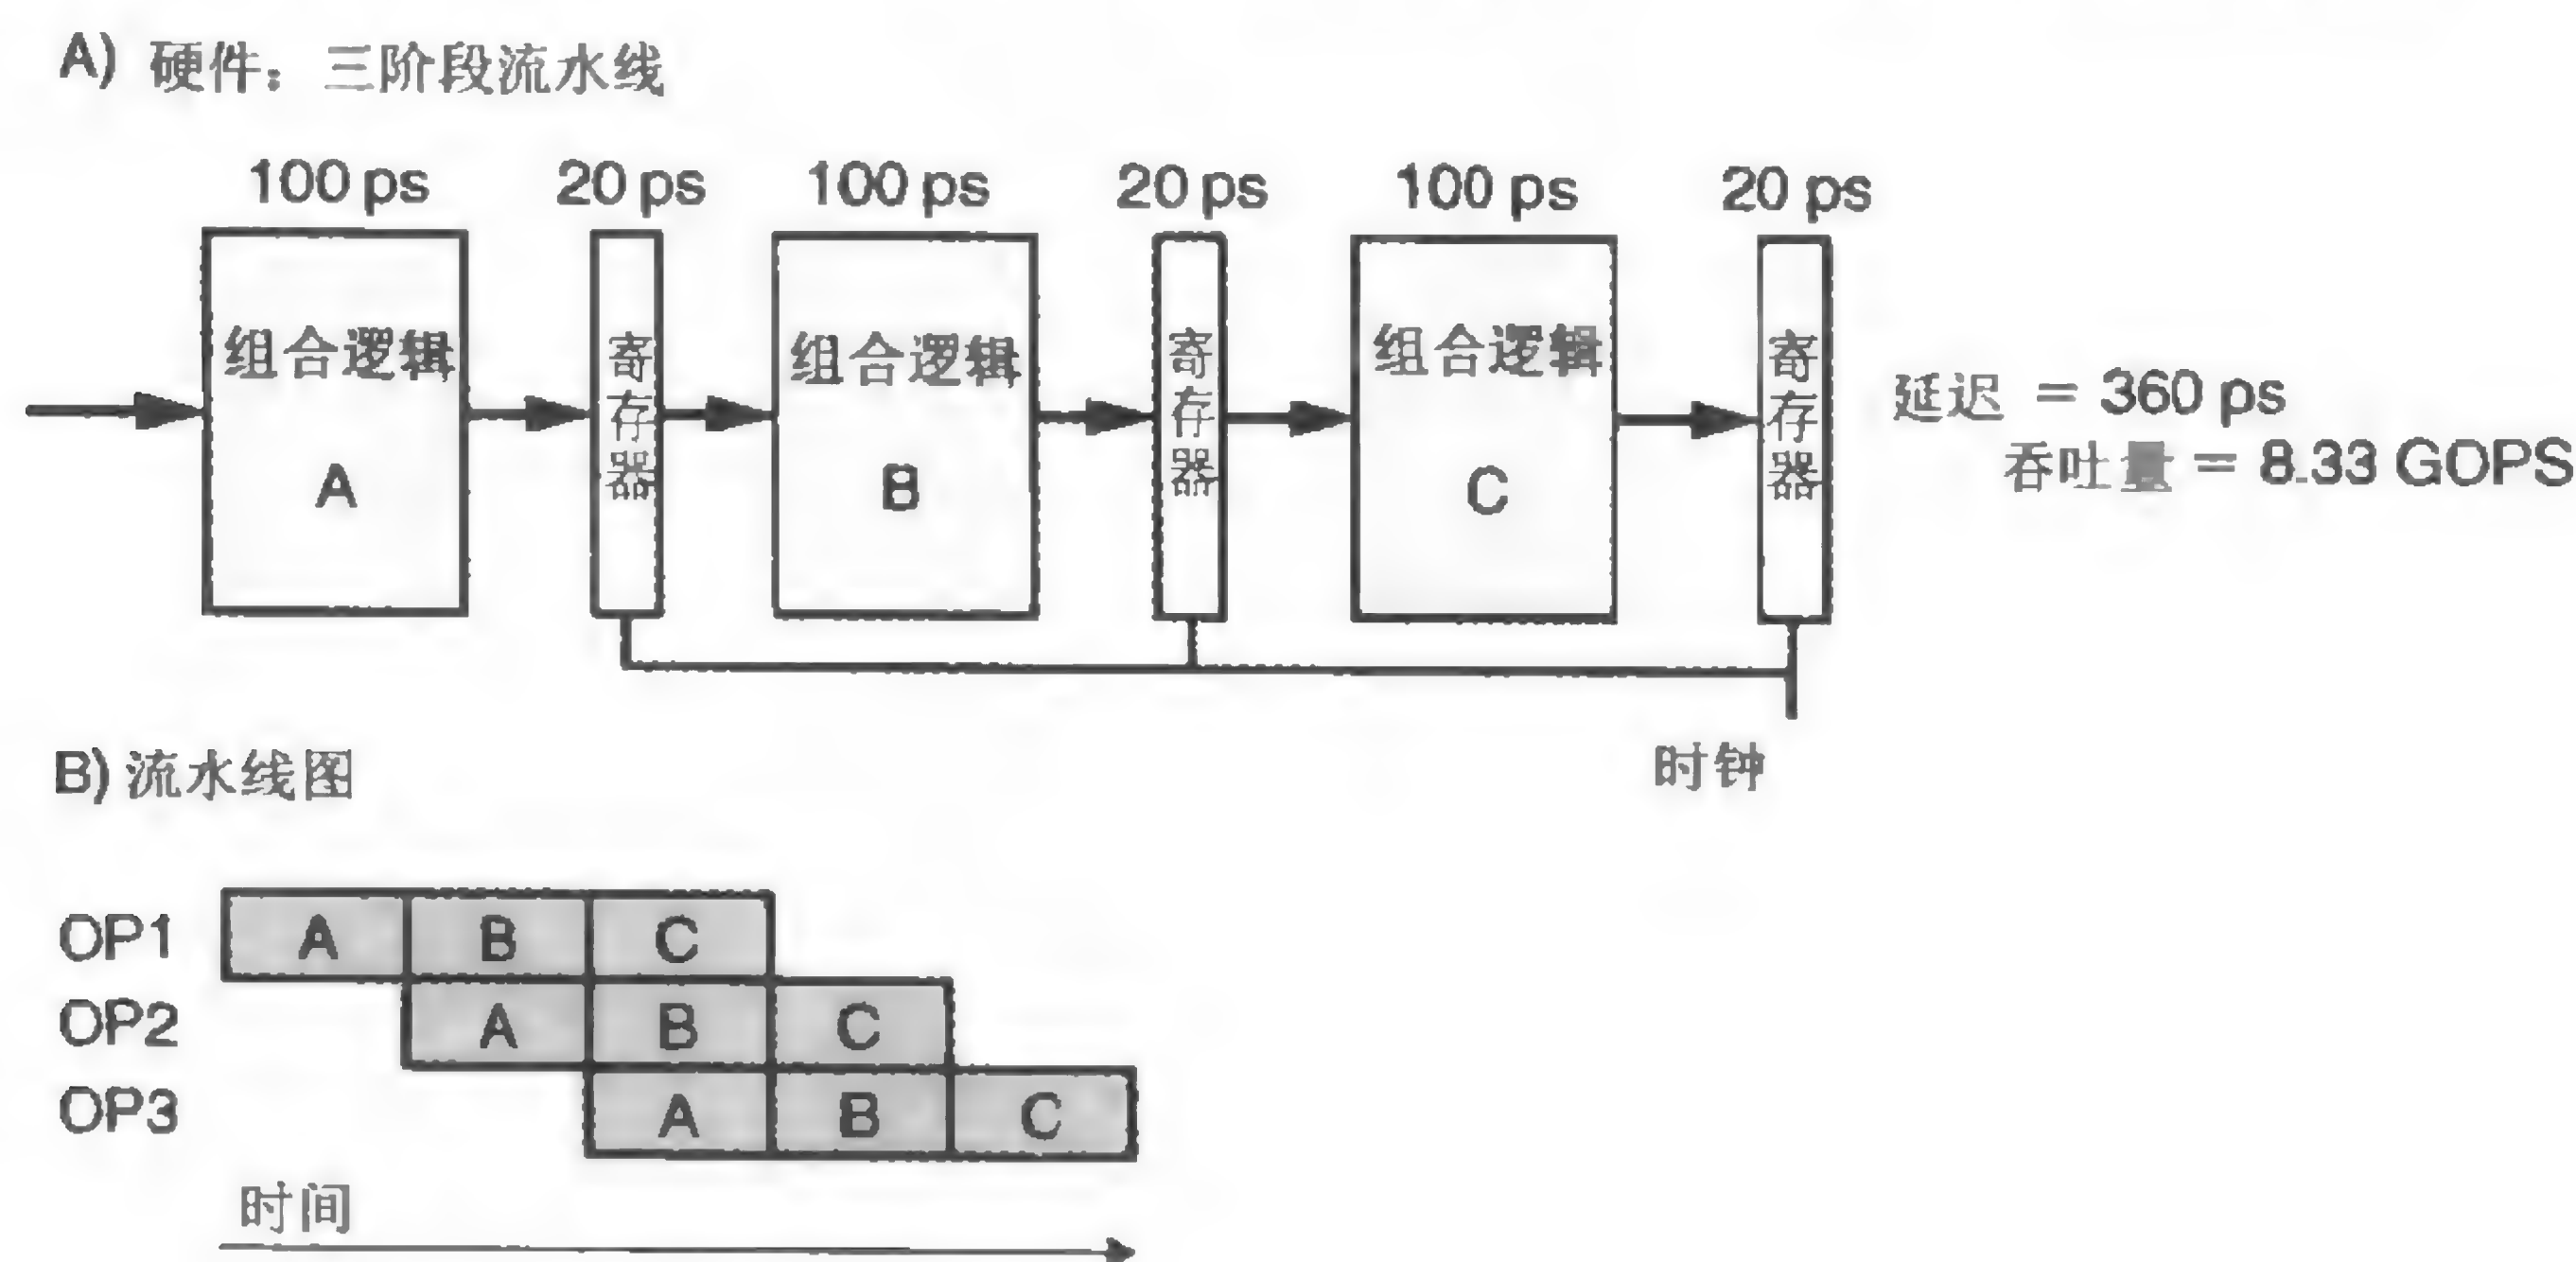 A) 硬件：三阶段流水线
100 ps 20 ps 100 ps 20 ps 100 ps 20 ps
组合逻辑
A
寄存器
组合逻辑
B
寄存器
组合逻辑
C
寄存器
延迟 = 360 ps
吞吐量 = 8.33 GOPS
时钟
B) 流水线图
OP1 A B C
OP2 A B C
OP3 A B C
时间